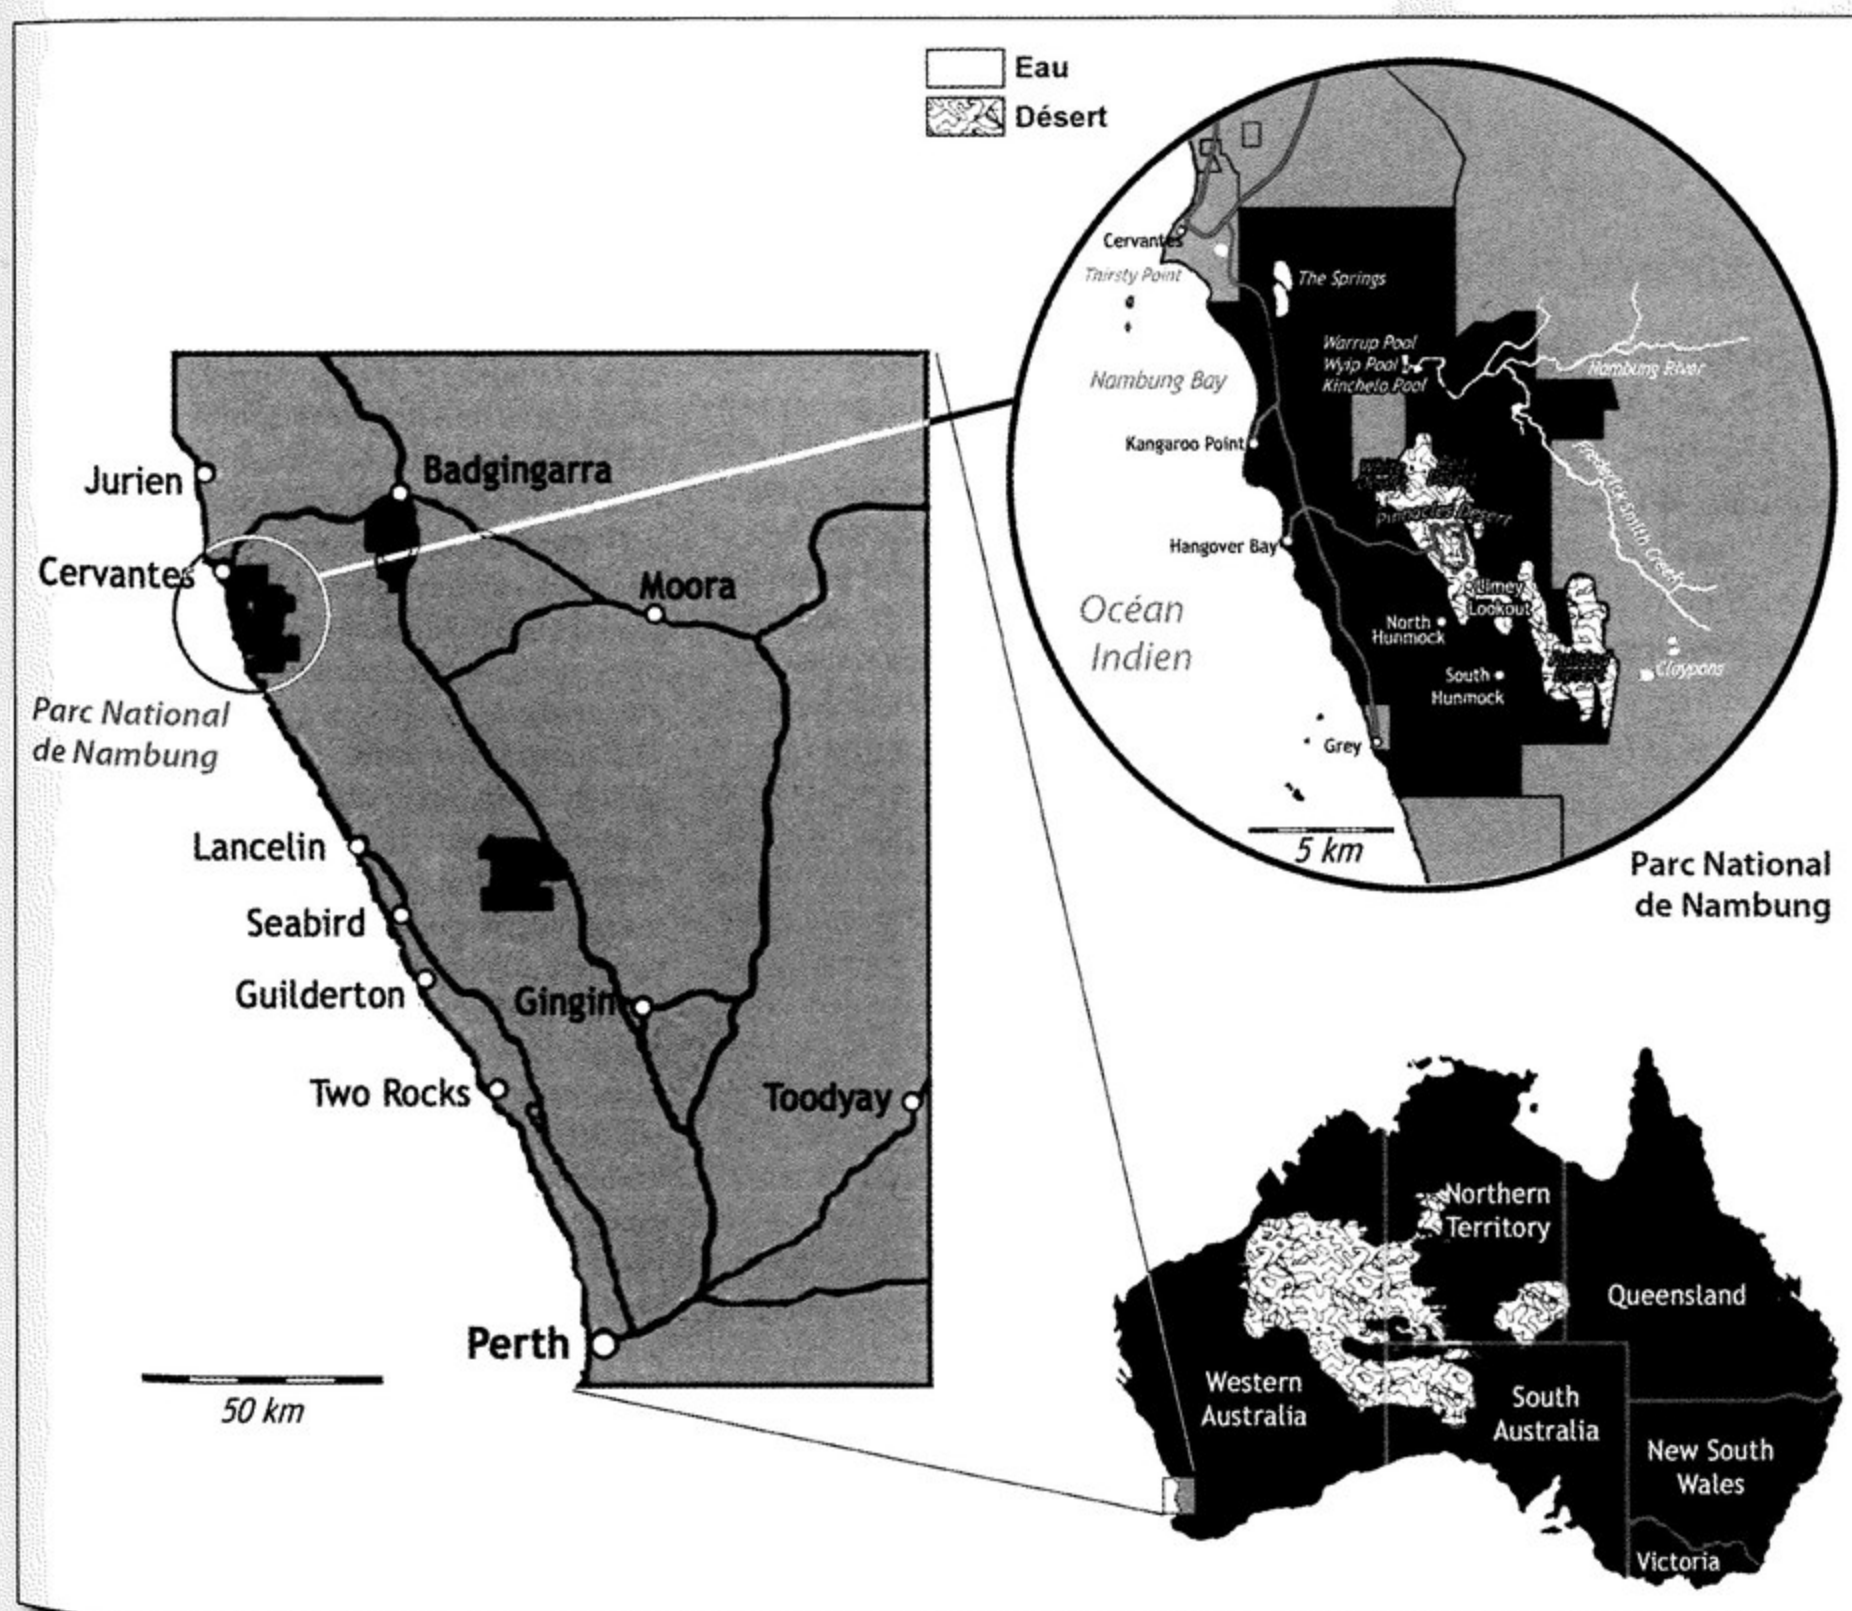 Eau
Désert
Cervantes
Thirsty Point
The Springs
Warrup Pool
Wyip Pool
Kinchelo Pool
Nambung River
Nambung Bay
Kangaroo Point
Frederick Smith Creek
Pinnacles Desert
Hangover Bay
Limey
Lookout
North
Hunmock
South
Hunmock
Claypans
Océan
Indien
Grey
5 km
Parc National
de Nambung
Jurien
Badgingarra
Cervantes
Moora
Parc National
de Nambung
Lancelin
Seabird
Guilderton
Gingin
Two Rocks
Toodyay
Perth
50 km
Northern
Territory
Queensland
Western
Australia
South
Australia
New South
Wales
Victoria